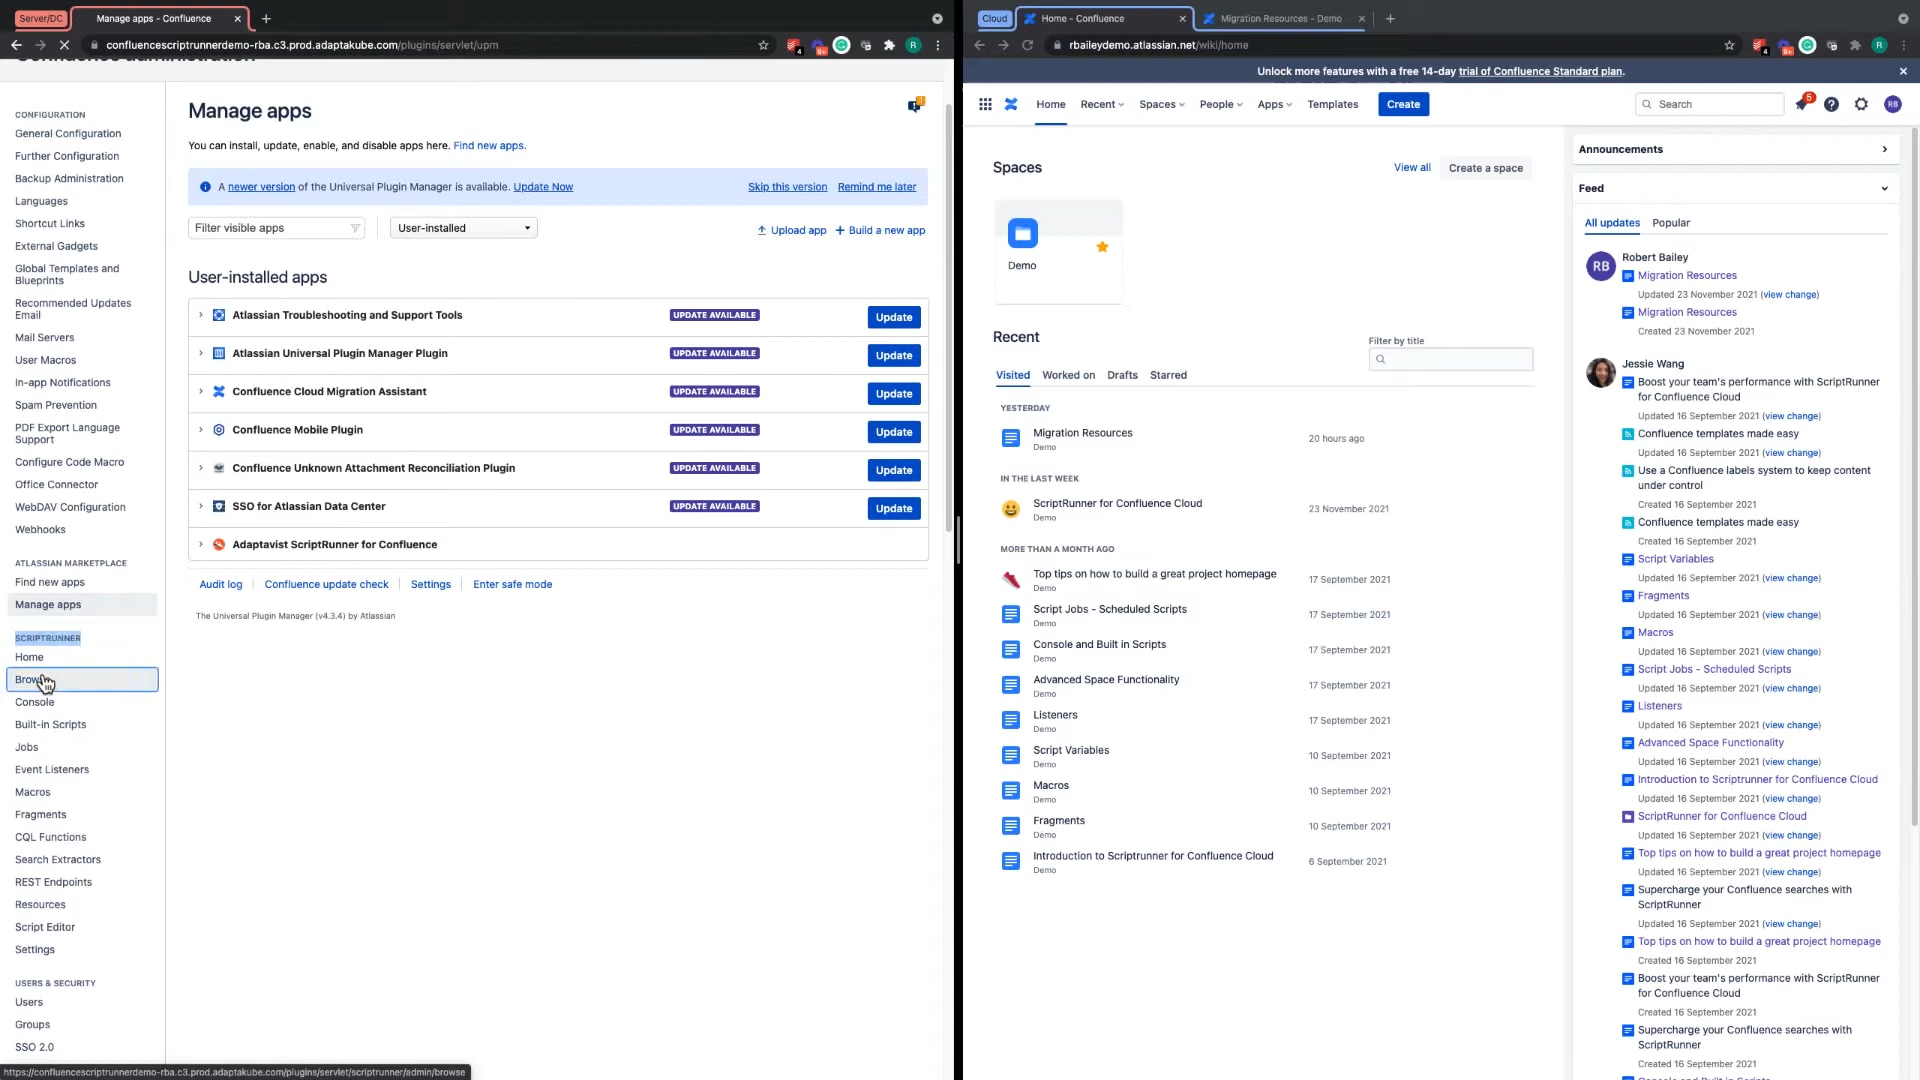 Server/DC
Manage apps - Confluence
confluencescriptrunnerdemo-rba.c3.prod.adaptakube.com/plugins/servlet/upm
CONFIGURATION
General Configuration
Further Configuration
Backup Administration
Languages
Shortcut Links
External Gadgets
Global Templates and
Blueprints
Recommended Updates
Email
Mail Servers
User Macros
In-app Notifications
Spam Prevention
PDF Export Language
Support
Configure Code Macro
Office Connector
WebDAV Configuration
Webhooks
ATLASSIAN MARKETPLACE
Find new apps
Manage apps
SCRIPTRUNNER
Home
Console
Built-in Scripts
Jobs
Event Listeners
Macros
Fragments
CQL Functions
Search Extractors
REST Endpoints
Resources
Script Editor
Settings
USERS & SECURITY
Users
Groups
SSO 2.0
https://confluencescriptrunnerdemo-rba.c3.prod.adaptakube.com/plugins/servlet/scriptrunner/admin/browse
Manage apps
You can install, update, enable, and disable apps here. Find new apps.
A newer version of the Universal Plugin Manager is available. Update Now
Skip this version Remind me later
Filter visible apps
User-installed
Upload app
Build a new app
User-installed apps
Atlassian Troubleshooting and Support Tools UPDATE AVAILABLE Update
Atlassian Universal Plugin Manager Plugin UPDATE AVAILABLE Update
Confluence Cloud Migration Assistant UPDATE AVAILABLE Update
Confluence Mobile Plugin UPDATE AVAILABLE Update
Confluence Unknown Attachment Reconciliation Plugin UPDATE AVAILABLE Update
SSO for Atlassian Data Center UPDATE AVAILABLE Update
Adaptavist ScriptRunner for Confluence
Audit log Confluence update check Settings Enter safe mode
The Universal Plugin Manager (v4.3.4) by Atlassian
Cloud
Home - Confluence
Migration Resources - Demo
rbaileydemo.atlassian.net/wiki/home
Unlock more features with a free 14-day trial of Confluence Standard plan.
Home Recent Spaces People Apps Templates Create
Search
5
RB
Spaces
View all
Create a space
Demo
Recent
Filter by title
Visited Worked on Drafts Starred
YESTERDAY
Migration Resources
Demo
20 hours ago
IN THE LAST WEEK
ScriptRunner for Confluence Cloud
Demo
23 November 2021
MORE THAN A MONTH AGO
Top tips on how to build a great project homepage
Demo
17 September 2021
Script Jobs - Scheduled Scripts
Demo
17 September 2021
Console and Built in Scripts
Demo
17 September 2021
Advanced Space Functionality
Demo
17 September 2021
Listeners
Demo
17 September 2021
Script Variables
Demo
10 September 2021
Macros
Demo
10 September 2021
Fragments
Demo
10 September 2021
Introduction to Scriptrunner for Confluence Cloud
Demo
6 September 2021
Announcements
Feed
All updates Popular
RB
Robert Bailey
Migration Resources
Updated 23 November 2021 (view change)
Migration Resources
Created 23 November 2021
Jessie Wang
Boost your team's performance with ScriptRunner
for Confluence Cloud
Updated 16 September 2021 (view change)
Confluence templates made easy
Updated 16 September 2021 (view change)
Use a Confluence labels system to keep content
under control
Created 16 September 2021
Confluence templates made easy
Created 16 September 2021
Script Variables
Updated 16 September 2021 (view change)
Fragments
Updated 16 September 2021 (view change)
Macros
Updated 16 September 2021 (view change)
Script Jobs - Scheduled Scripts
Updated 16 September 2021 (view change)
Listeners
Updated 16 September 2021 (view change)
Advanced Space Functionality
Updated 16 September 2021 (view change)
Introduction to Scriptrunner for Confluence Cloud
Updated 16 September 2021 (view change)
ScriptRunner for Confluence Cloud
Updated 16 September 2021 (view change)
Top tips on how to build a great project homepage
Updated 16 September 2021 (view change)
Supercharge your Confluence searches with
ScriptRunner
Updated 16 September 2021 (view change)
Top tips on how to build a great project homepage
Created 16 September 2021
Boost your team's performance with ScriptRunner
for Confluence Cloud
Created 16 September 2021
Supercharge your Confluence searches with
ScriptRunner
Created 16 September 2021